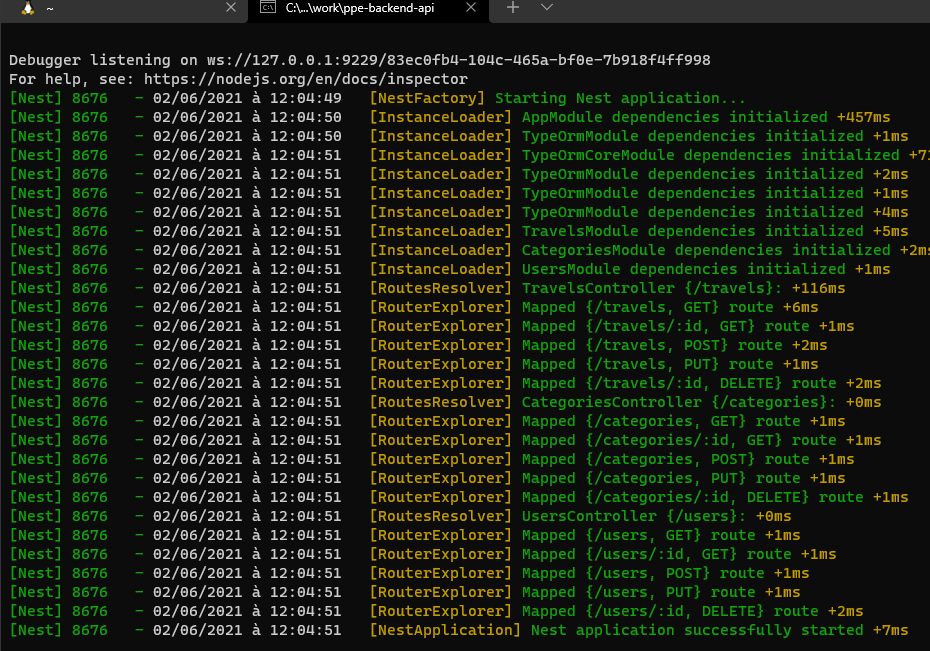 ~
C:\...\work\ppe-backend-api
Debugger listening on ws://127.0.0.1:9229/83ec0fb4-104c-465a-bf0e-7b918f4ff998
For help, see: https://nodejs.org/en/docs/inspector
[Nest] 8676   - 02/06/2021 à 12:04:49   [NestFactory] Starting Nest application...
[Nest] 8676   - 02/06/2021 à 12:04:50   [InstanceLoader] AppModule dependencies initialized +457ms
[Nest] 8676   - 02/06/2021 à 12:04:50   [InstanceLoader] TypeOrmModule dependencies initialized +1ms
[Nest] 8676   - 02/06/2021 à 12:04:51   [InstanceLoader] TypeOrmCoreModule dependencies initialized
[Nest] 8676   - 02/06/2021 à 12:04:51   [InstanceLoader] TypeOrmModule dependencies initialized +2ms
[Nest] 8676   - 02/06/2021 à 12:04:51   [InstanceLoader] TypeOrmModule dependencies initialized +1ms
[Nest] 8676   - 02/06/2021 à 12:04:51   [InstanceLoader] TypeOrmModule dependencies initialized +4ms
[Nest] 8676   - 02/06/2021 à 12:04:51   [InstanceLoader] TravelsModule dependencies initialized +5ms
[Nest] 8676   - 02/06/2021 à 12:04:51   [InstanceLoader] CategoriesModule dependencies initialized +2ms
[Nest] 8676   - 02/06/2021 à 12:04:51   [InstanceLoader] UsersModule dependencies initialized +1ms
[Nest] 8676   - 02/06/2021 à 12:04:51   [RoutesResolver] TravelsController {/travels}: +116ms
[Nest] 8676   - 02/06/2021 à 12:04:51   [RouterExplorer] Mapped {/travels, GET} route +6ms
[Nest] 8676   - 02/06/2021 à 12:04:51   [RouterExplorer] Mapped {/travels/:id, GET} route +1ms
[Nest] 8676   - 02/06/2021 à 12:04:51   [RouterExplorer] Mapped {/travels, POST} route +2ms
[Nest] 8676   - 02/06/2021 à 12:04:51   [RouterExplorer] Mapped {/travels, PUT} route +1ms
[Nest] 8676   - 02/06/2021 à 12:04:51   [RouterExplorer] Mapped {/travels/:id, DELETE} route +2ms
[Nest] 8676   - 02/06/2021 à 12:04:51   [RoutesResolver] CategoriesController {/categories}: +0ms
[Nest] 8676   - 02/06/2021 à 12:04:51   [RouterExplorer] Mapped {/categories, GET} route +1ms
[Nest] 8676   - 02/06/2021 à 12:04:51   [RouterExplorer] Mapped {/categories/:id, GET} route +1ms
[Nest] 8676   - 02/06/2021 à 12:04:51   [RouterExplorer] Mapped {/categories, POST} route +1ms
[Nest] 8676   - 02/06/2021 à 12:04:51   [RouterExplorer] Mapped {/categories, PUT} route +1ms
[Nest] 8676   - 02/06/2021 à 12:04:51   [RouterExplorer] Mapped {/categories/:id, DELETE} route +1ms
[Nest] 8676   - 02/06/2021 à 12:04:51   [RoutesResolver] UsersController {/users}: +0ms
[Nest] 8676   - 02/06/2021 à 12:04:51   [RouterExplorer] Mapped {/users, GET} route +1ms
[Nest] 8676   - 02/06/2021 à 12:04:51   [RouterExplorer] Mapped {/users/:id, GET} route +1ms
[Nest] 8676   - 02/06/2021 à 12:04:51   [RouterExplorer] Mapped {/users, POST} route +1ms
[Nest] 8676   - 02/06/2021 à 12:04:51   [RouterExplorer] Mapped {/users, PUT} route +1ms
[Nest] 8676   - 02/06/2021 à 12:04:51   [RouterExplorer] Mapped {/users/:id, DELETE} route +2ms
[Nest] 8676   - 02/06/2021 à 12:04:51   [NestApplication] Nest application successfully started +7ms